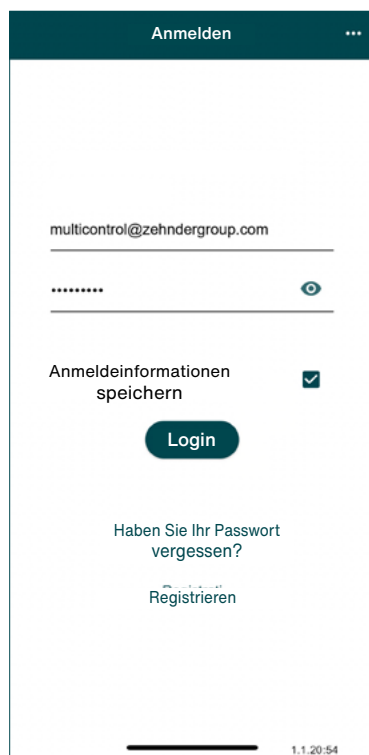 Anmelden
multicontrol@zehndergroup.com
Anmeldeinformationen
speichern
Login
Haben Sie Ihr Passwort
vergessen?
Registrieren
1.1.20:54